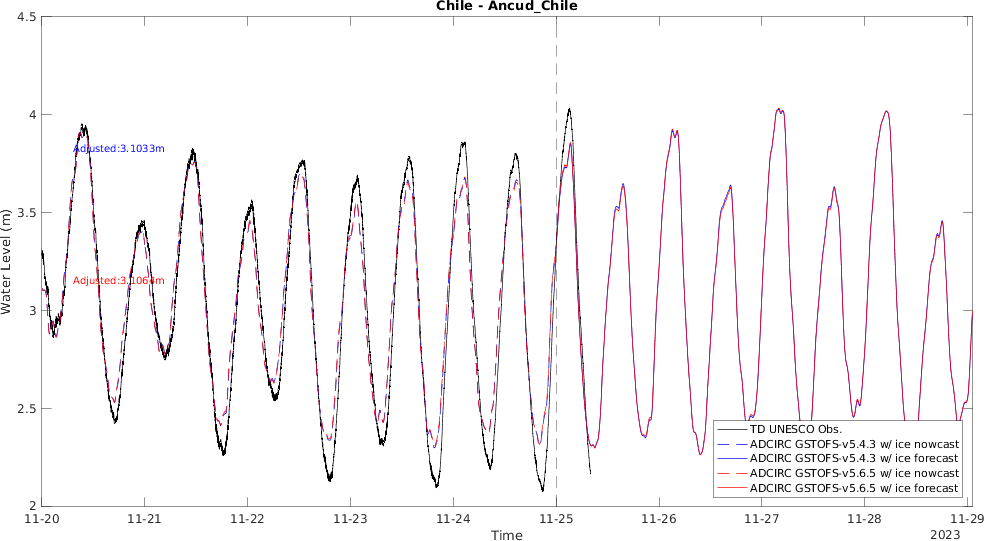 Chile - Ancud_Chile
4.5
4
3.5
3
2.5
2
Water Level (m)
Adjusted:3.1033m
Adjusted:3.1064m
TD UNESCO Obs.
ADCIRC GSTOFS-v5.4.3 w/ ice nowcast
ADCIRC GSTOFS-v5.4.3 w/ ice forecast
ADCIRC GSTOFS-v5.6.5 w/ ice nowcast
ADCIRC GSTOFS-v5.6.5 w/ ice forecast
11-20 11-21 11-22 11-23 11-24 11-25 11-26 11-27 11-28 11-29
Time
2023